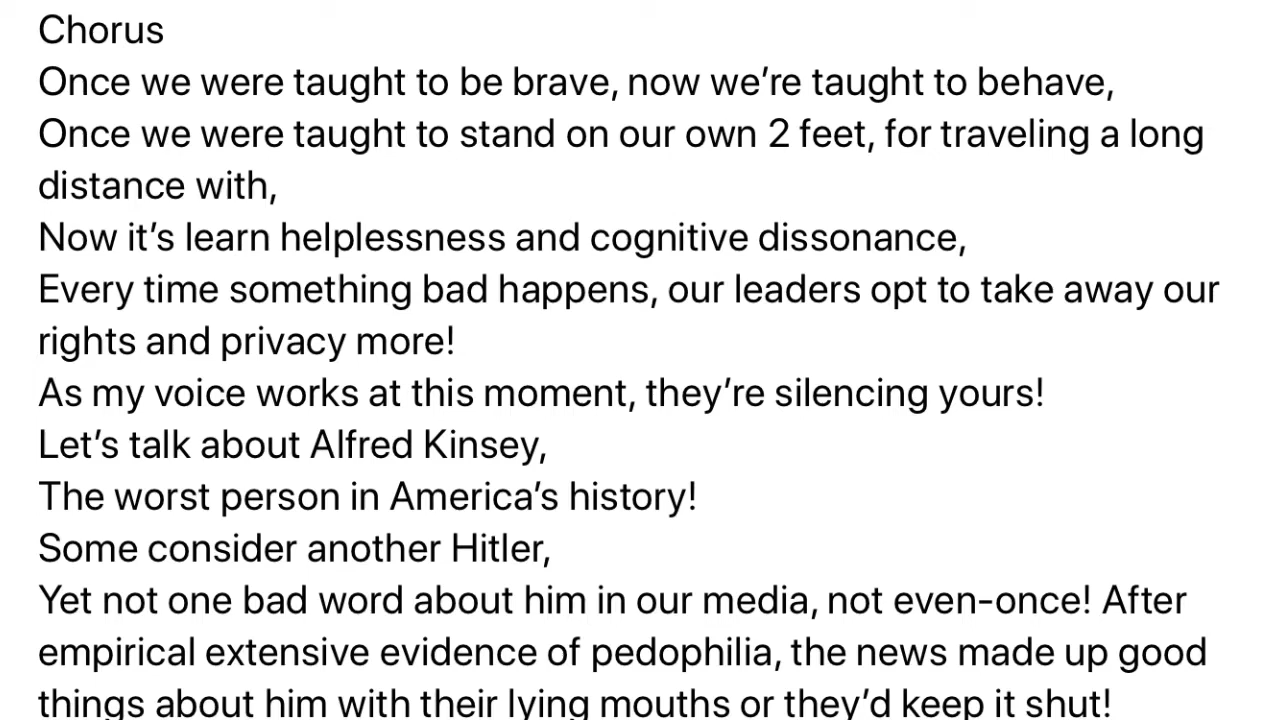 Chorus
Once we were taught to be brave, now we’re taught to behave,
Once we were taught to stand on our own 2 feet, for traveling a long
distance with,
Now it’s learn helplessness and cognitive dissonance,
Every time something bad happens, our leaders opt to take away our
rights and privacy more!
As my voice works at this moment, they’re silencing yours!
Let’s talk about Alfred Kinsey,
The worst person in America’s history!
Some consider another Hitler,
Yet not one bad word about him in our media, not even-once! After
empirical extensive evidence of pedophilia, the news made up good
things about him with their lying mouths or they’d keep it shut!